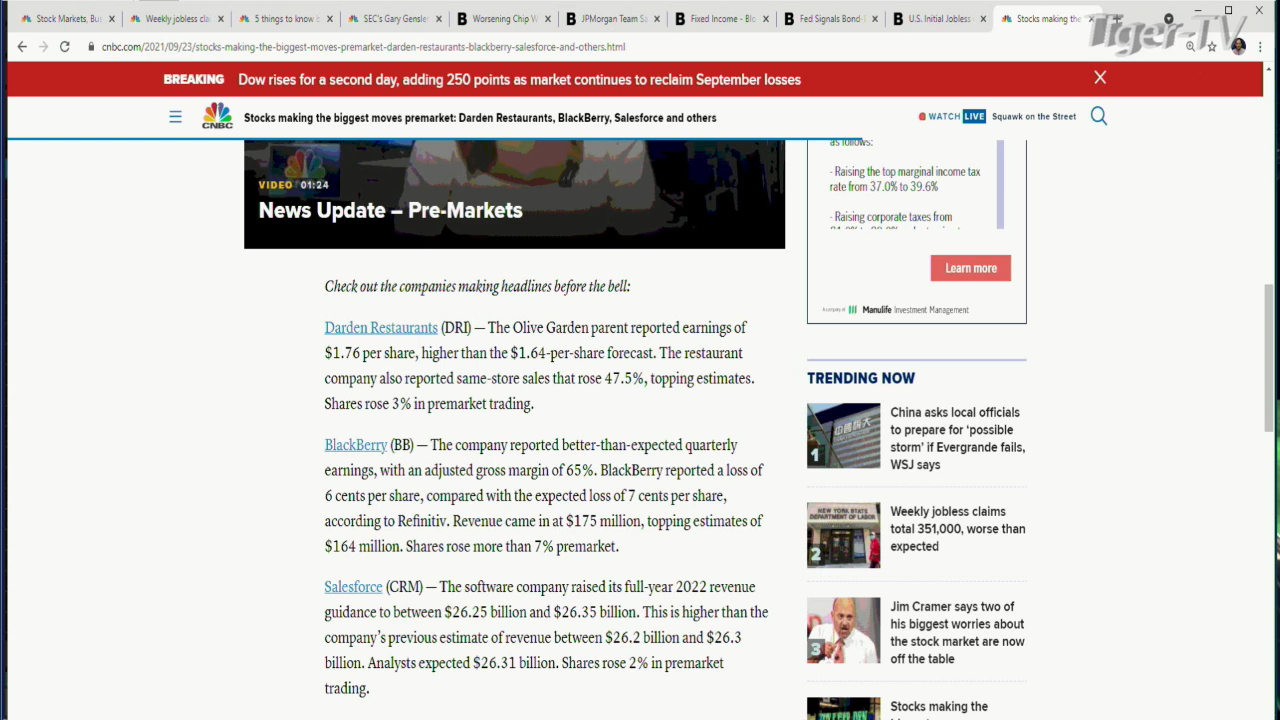 Stock Markets, Bus
Weekly jobless cla
5 things to know b
SEC's Gary Gensle
Worsening Chip W
JPMorgan Team Sa
Fixed Income - Blo
Fed Signals Bond-
U.S. Initial Jobless
Stocks making the
Tiger-TV
cnbc.com/2021/09/23/stocks-making-the-biggest-moves-premarket-darden-restaurants-blackberry-salesforce-and-others.html
BREAKING Dow rises for a second day, adding 250 points as market continues to reclaim September losses
CNBC
Stocks making the biggest moves premarket: Darden Restaurants, BlackBerry, Salesforce and others
WATCH LIVE Squawk on the Street
VIDEO 01:24
News Update – Pre-Markets
Check out the companies making headlines before the bell:
Darden Restaurants (DRI) — The Olive Garden parent reported earnings of
$1.76 per share, higher than the $1.64-per-share forecast. The restaurant
company also reported same-store sales that rose 47.5%, topping estimates.
Shares rose 3% in premarket trading.
BlackBerry (BB) — The company reported better-than-expected quarterly
earnings, with an adjusted gross margin of 65%. BlackBerry reported a loss of
6 cents per share, compared with the expected loss of 7 cents per share,
according to Refinitiv. Revenue came in at $175 million, topping estimates of
$164 million. Shares rose more than 7% premarket.
Salesforce (CRM) — The software company raised its full-year 2022 revenue
guidance to between $26.25 billion and $26.35 billion. This is higher than the
company's previous estimate of revenue between $26.2 billion and $26.3
billion. Analysts expected $26.31 billion. Shares rose 2% in premarket
trading.
as follows:
- Raising the top marginal income tax
rate from 37.0% to 39.6%
- Raising corporate taxes from
Learn more
A company of Manulife Investment Management
TRENDING NOW
1
China asks local officials
to prepare for 'possible
storm' if Evergrande fails,
WSJ says
NEW YORK STATE
DEPARTMENT OF LABOR
2
Weekly jobless claims
total 351,000, worse than
expected
3
Jim Cramer says two of
his biggest worries about
the stock market are now
off the table
Stocks making the